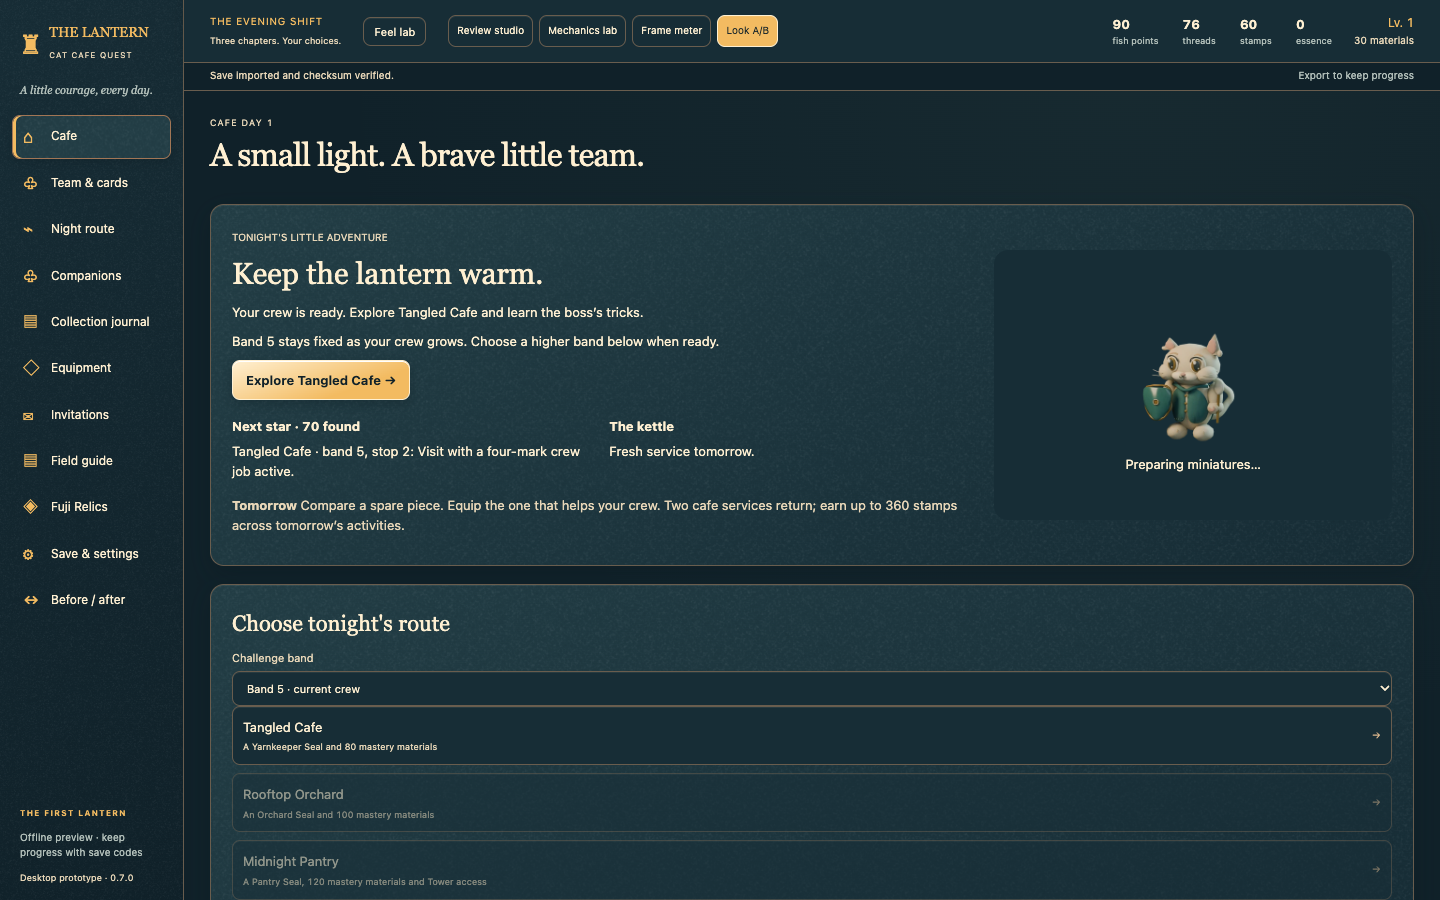 THE LANTERN
CAT CAFE QUEST
A little courage, every day.
Cafe
Team & cards
Night route
Companions
Collection journal
Equipment
Invitations
Field guide
Fuji Relics
Save & settings
Before / after
THE FIRST LANTERN
Offline preview · keep
progress with save codes
Desktop prototype · 0.7.0
THE EVENING SHIFT
Three chapters. Your choices.
Feel lab
Review studio
Mechanics lab
Frame meter
Look A/B
90
fish points
76
threads
60
stamps
0
essence
Lv. 1
30 materials
Save imported and checksum verified.
Export to keep progress
CAFE DAY 1
A small light. A brave little team.
TONIGHT'S LITTLE ADVENTURE
Keep the lantern warm.
Your crew is ready. Explore Tangled Cafe and learn the boss’s tricks.
Band 5 stays fixed as your crew grows. Choose a higher band below when ready.
Explore Tangled Cafe →
Next star · 70 found
Tangled Cafe · band 5, stop 2: Visit with a four-mark crew
job active.
The kettle
Fresh service tomorrow.
Tomorrow Compare a spare piece. Equip the one that helps your crew. Two cafe services return; earn up to 360 stamps
across tomorrow’s activities.
Preparing miniatures...
Choose tonight's route
Challenge band
Band 5 · current crew
Tangled Cafe
A Yarnkeeper Seal and 80 mastery materials
→
Rooftop Orchard
An Orchard Seal and 100 mastery materials
→
Midnight Pantry
A Pantry Seal, 120 mastery materials and Tower access
→